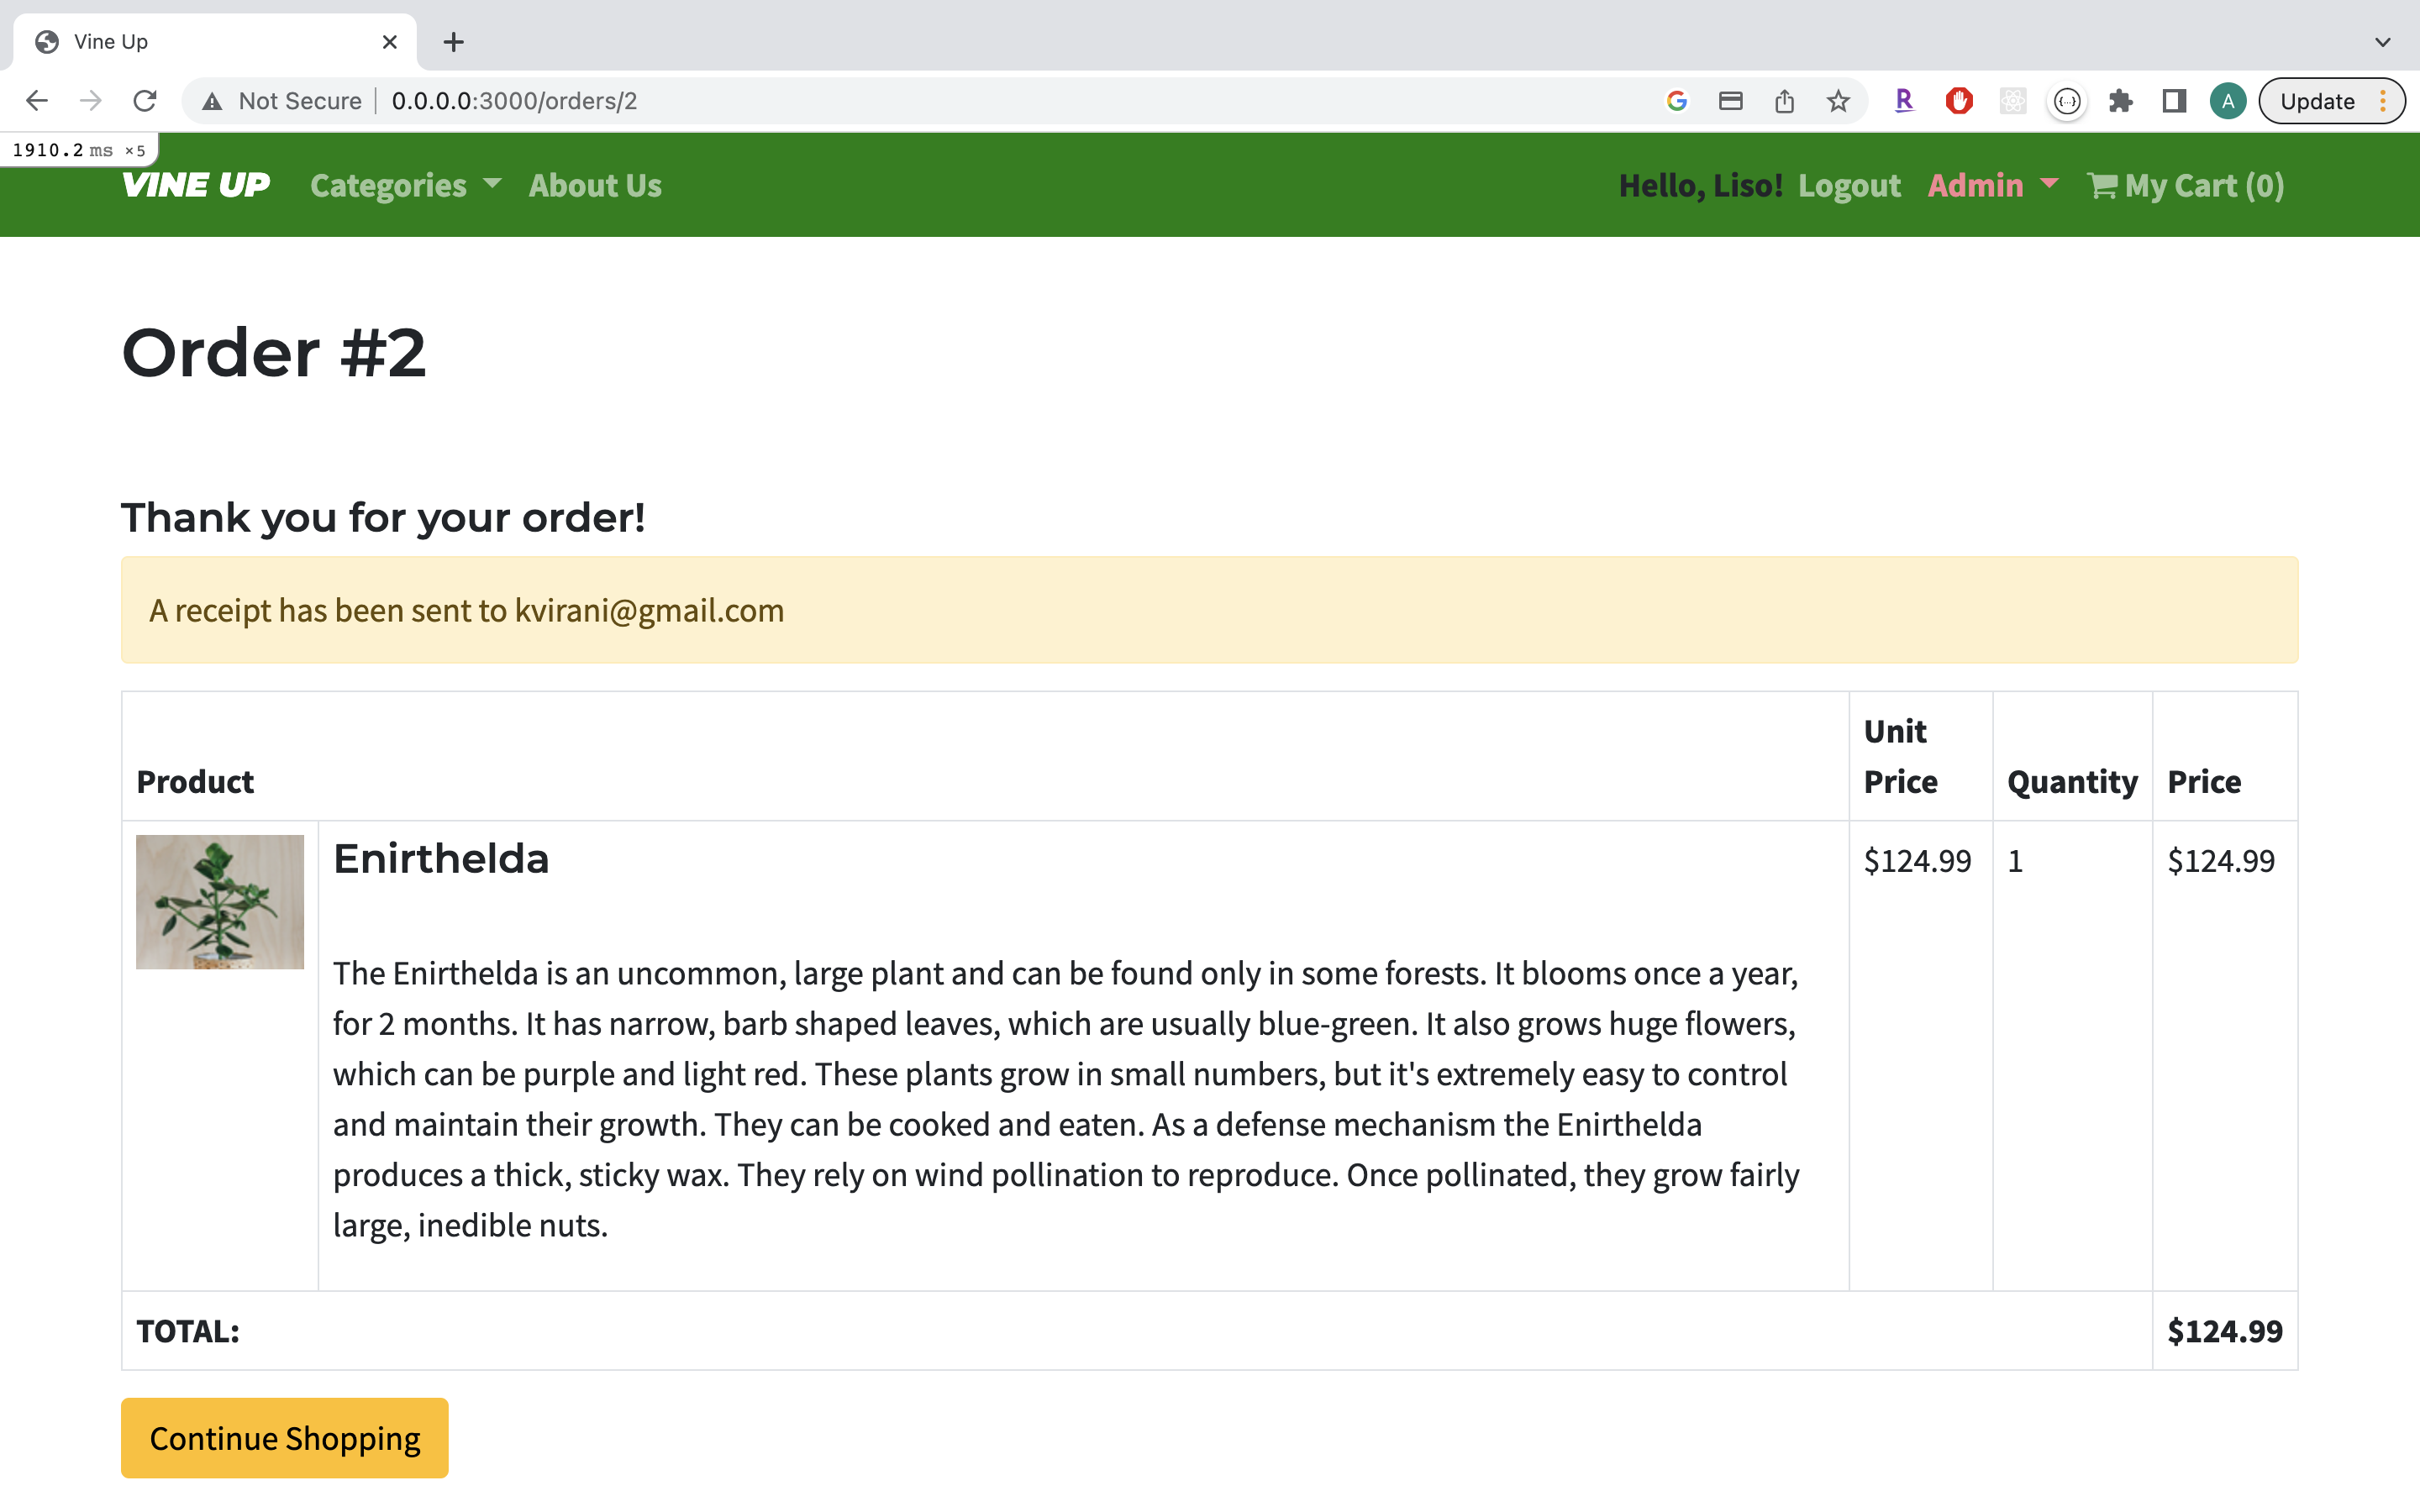 Vine Up
Not Secure | 0.0.0.0:3000/orders/2
R
A
Update
1910.2 ms ×5
VINE UP
Categories
About Us
Hello, Liso!
Logout
Admin
My Cart (0)
Order #2
Thank you for your order!
A receipt has been sent to kvirani@gmail.com
Product
Unit
Price
Quantity
Price
Enirthelda
$124.99
1
$124.99
The Enirthelda is an uncommon, large plant and can be found only in some forests. It blooms once a year,
for 2 months. It has narrow, barb shaped leaves, which are usually blue-green. It also grows huge flowers,
which can be purple and light red. These plants grow in small numbers, but it's extremely easy to control
and maintain their growth. They can be cooked and eaten. As a defense mechanism the Enirthelda
produces a thick, sticky wax. They rely on wind pollination to reproduce. Once pollinated, they grow fairly
large, inedible nuts.
TOTAL:
$124.99
Continue Shopping